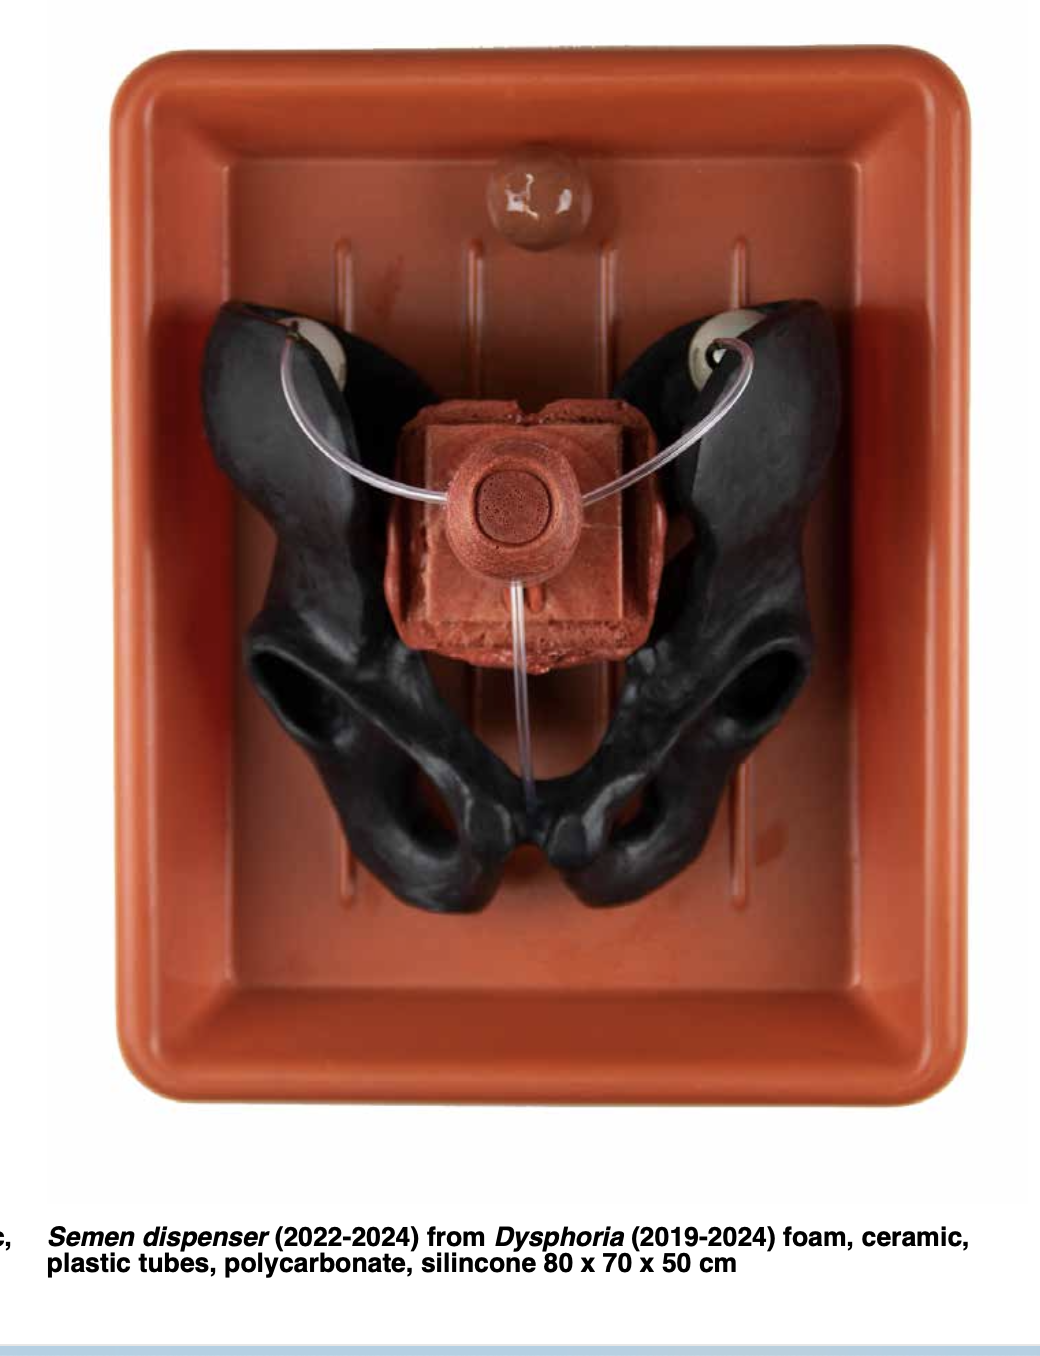 c,
Semen dispenser (2022-2024) from Dysphoria (2019-2024) foam, ceramic,
plastic tubes, polycarbonate, silincone 80 x 70 x 50 cm